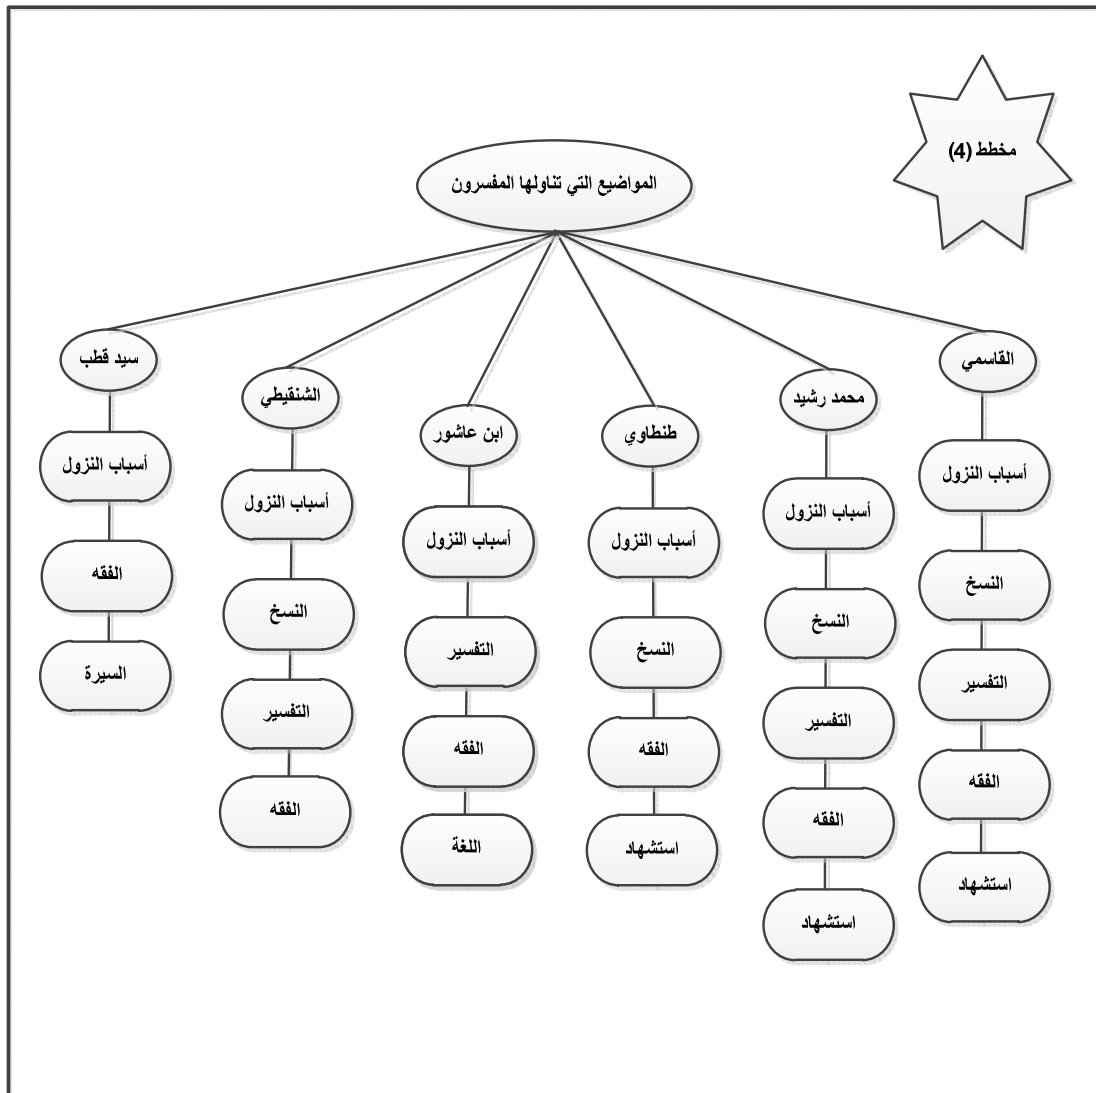 مخطط (4)
المواضيع التي تناولها المفسرون
القاسمي
أسباب النزول
النسخ
التفسير
الفقه
استشهاد
محمد رشيد
أسباب النزول
النسخ
التفسير
الفقه
استشهاد
طنطاوي
أسباب النزول
النسخ
الفقه
استشهاد
ابن عاشور
أسباب النزول
التفسير
الفقه
اللغة
الشنقيطي
أسباب النزول
النسخ
التفسير
الفقه
سيد قطب
أسباب النزول
الفقه
السيرة